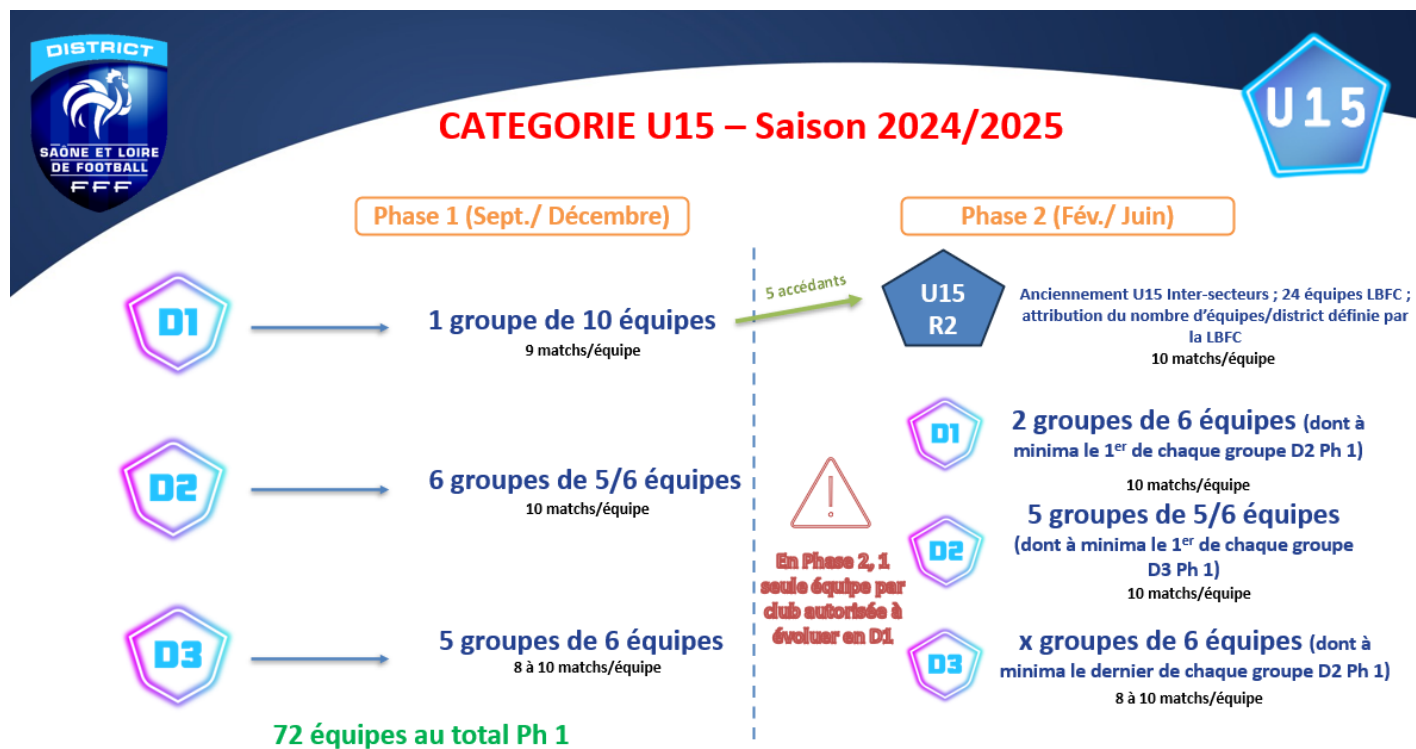 DISTRICT
SAÔNE ET LOIRE
DE FOOTBALL
FFF
U15
CATEGORIE U15 – Saison 2024/2025
Phase 1 (Sept./ Décembre)
Phase 2 (Fév./ Juin)
D1
1 groupe de 10 équipes
9 matchs/équipe
5 accédants
U15
R2
Anciennement U15 Inter-secteurs ; 24 équipes LBFC ;
attribution du nombre d'équipes/district définie par
la LBFC
10 matchs/équipe
D1
2 groupes de 6 équipes (dont à
minima le 1er de chaque groupe D2 Ph 1)
10 matchs/équipe
D2
6 groupes de 5/6 équipes
10 matchs/équipe
En Phase 2, 1
seule équipe par
club autorisée à
évoluer en D1
D2
5 groupes de 5/6 équipes
(dont à minima le 1er de chaque groupe
D3 Ph 1)
10 matchs/équipe
D3
5 groupes de 6 équipes
8 à 10 matchs/équipe
D3
x groupes de 6 équipes (dont à
minima le dernier de chaque groupe D2 Ph 1)
8 à 10 matchs/équipe
72 équipes au total Ph 1